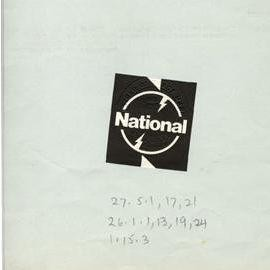 National
27. 5. 1, 17, 21
26. 1. 1, 13, 19, 24
1. 15. 3